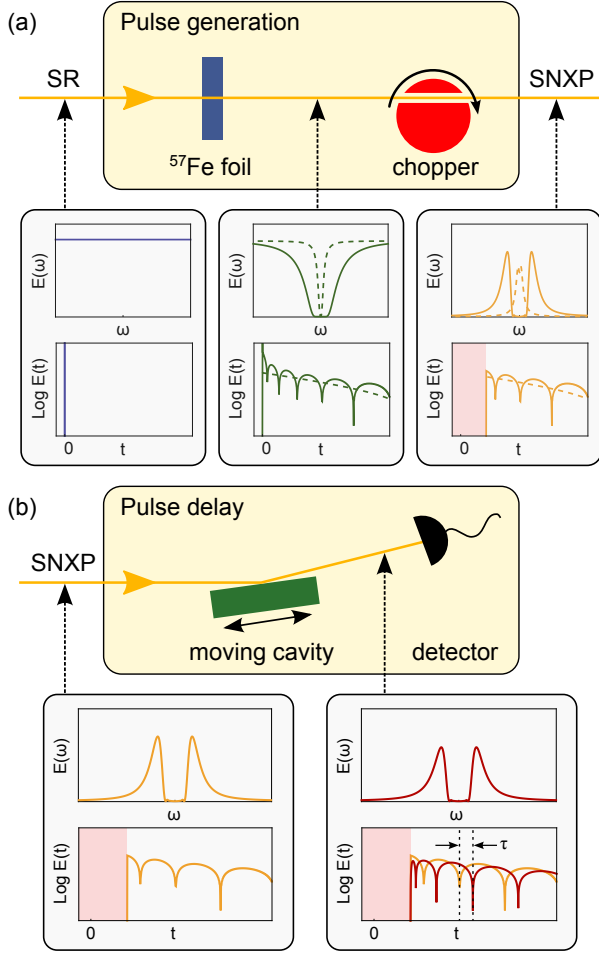 (a)
Pulse generation
SR
SNXP
⁵⁷Fe foil
chopper
E(ω)
ω
Log E(t)
0
t
E(ω)
ω
Log E(t)
0
t
E(ω)
ω
Log E(t)
0
t
(b)
Pulse delay
SNXP
moving cavity
detector
E(ω)
ω
Log E(t)
0
t
E(ω)
ω
Log E(t)
τ
0
t